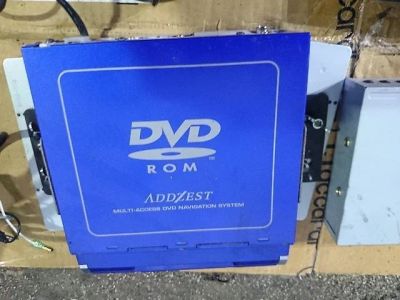 DVD
ROM
ADDZEST
MULTI-ACCESS DVD NAVIGATION SYSTEM